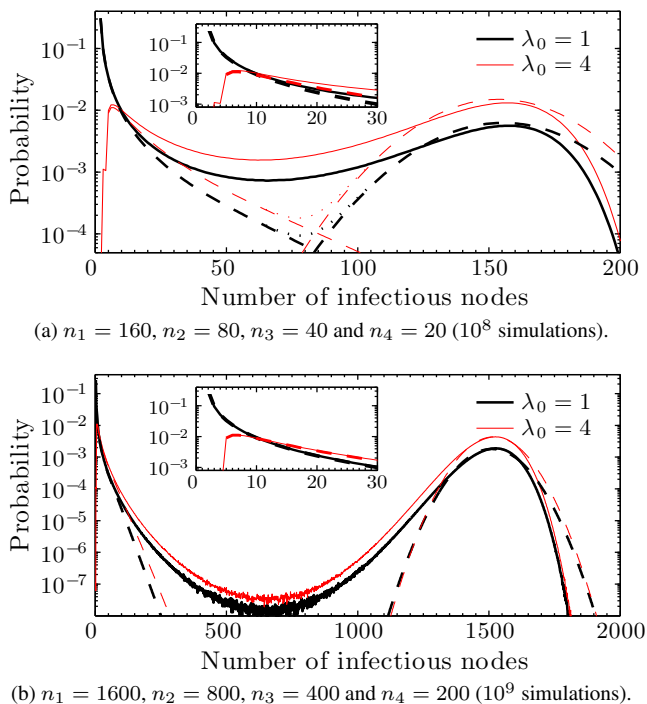 10⁻¹
10⁻²
10⁻³
10⁻⁴
Probability
10⁻¹
10⁻²
10⁻³
0 10 20 30
λ₀ = 1
λ₀ = 4
0 50 100 150 200
Number of infectious nodes
(a) n₁ = 160, n₂ = 80, n₃ = 40 and n₄ = 20 (10⁸ simulations).
10⁻¹
10⁻²
10⁻³
10⁻⁴
10⁻⁵
10⁻⁶
10⁻⁷
Probability
10⁻¹
10⁻²
10⁻³
0 10 20 30
λ₀ = 1
λ₀ = 4
0 500 1000 1500 2000
Number of infectious nodes
(b) n₁ = 1600, n₂ = 800, n₃ = 400 and n₄ = 200 (10⁹ simulations).